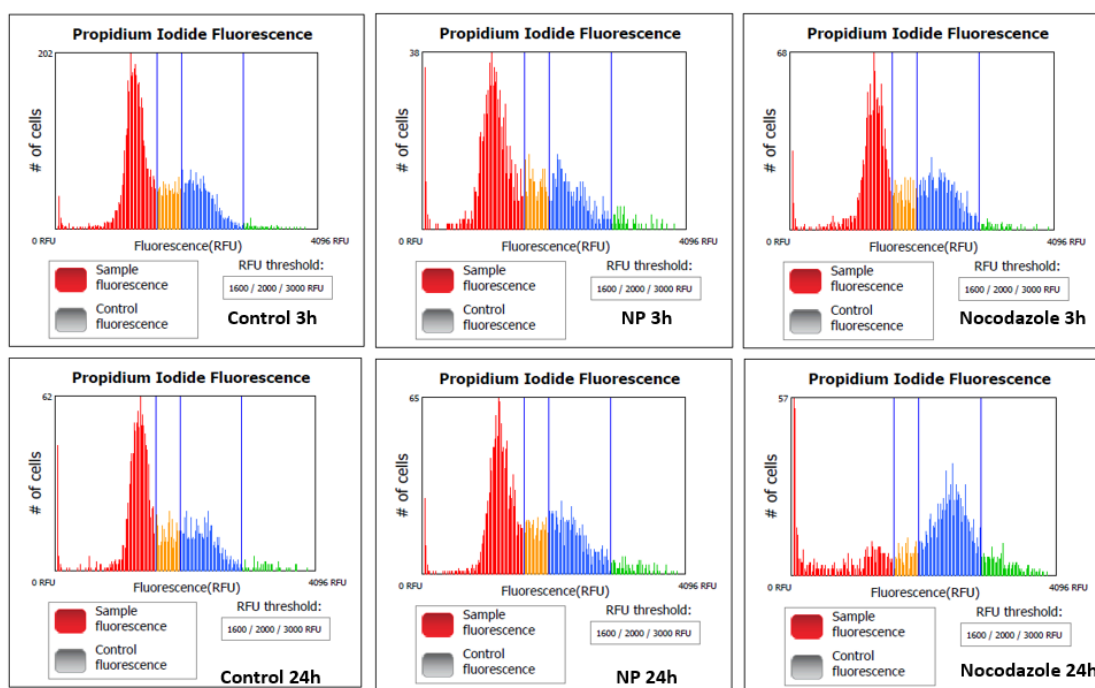 Propidium Iodide Fluorescence
202
# of cells
0 RFU
Fluorescence(RFU)
4096 RFU
Sample
fluorescence
Control
fluorescence
RFU threshold:
1600 / 2000 / 3000 RFU
Control 3h
Propidium Iodide Fluorescence
38
# of cells
0 RFU
Fluorescence(RFU)
4096 RFU
Sample
fluorescence
Control
fluorescence
RFU threshold:
1600 / 2000 / 3000 RFU
NP 3h
Propidium Iodide Fluorescence
68
# of cells
0 RFU
Fluorescence(RFU)
4096 RFU
Sample
fluorescence
Control
fluorescence
RFU threshold:
1600 / 2000 / 3000 RFU
Nocodazole 3h
Propidium Iodide Fluorescence
62
# of cells
0 RFU
Fluorescence(RFU)
4096 RFU
Sample
fluorescence
Control
fluorescence
RFU threshold:
1600 / 2000 / 3000 RFU
Control 24h
Propidium Iodide Fluorescence
65
# of cells
0 RFU
Fluorescence(RFU)
4096 RFU
Sample
fluorescence
Control
fluorescence
RFU threshold:
1600 / 2000 / 3000 RFU
NP 24h
Propidium Iodide Fluorescence
57
# of cells
0 RFU
Fluorescence(RFU)
4096 RFU
Sample
fluorescence
Control
fluorescence
RFU threshold:
1600 / 2000 / 3000 RFU
Nocodazole 24h